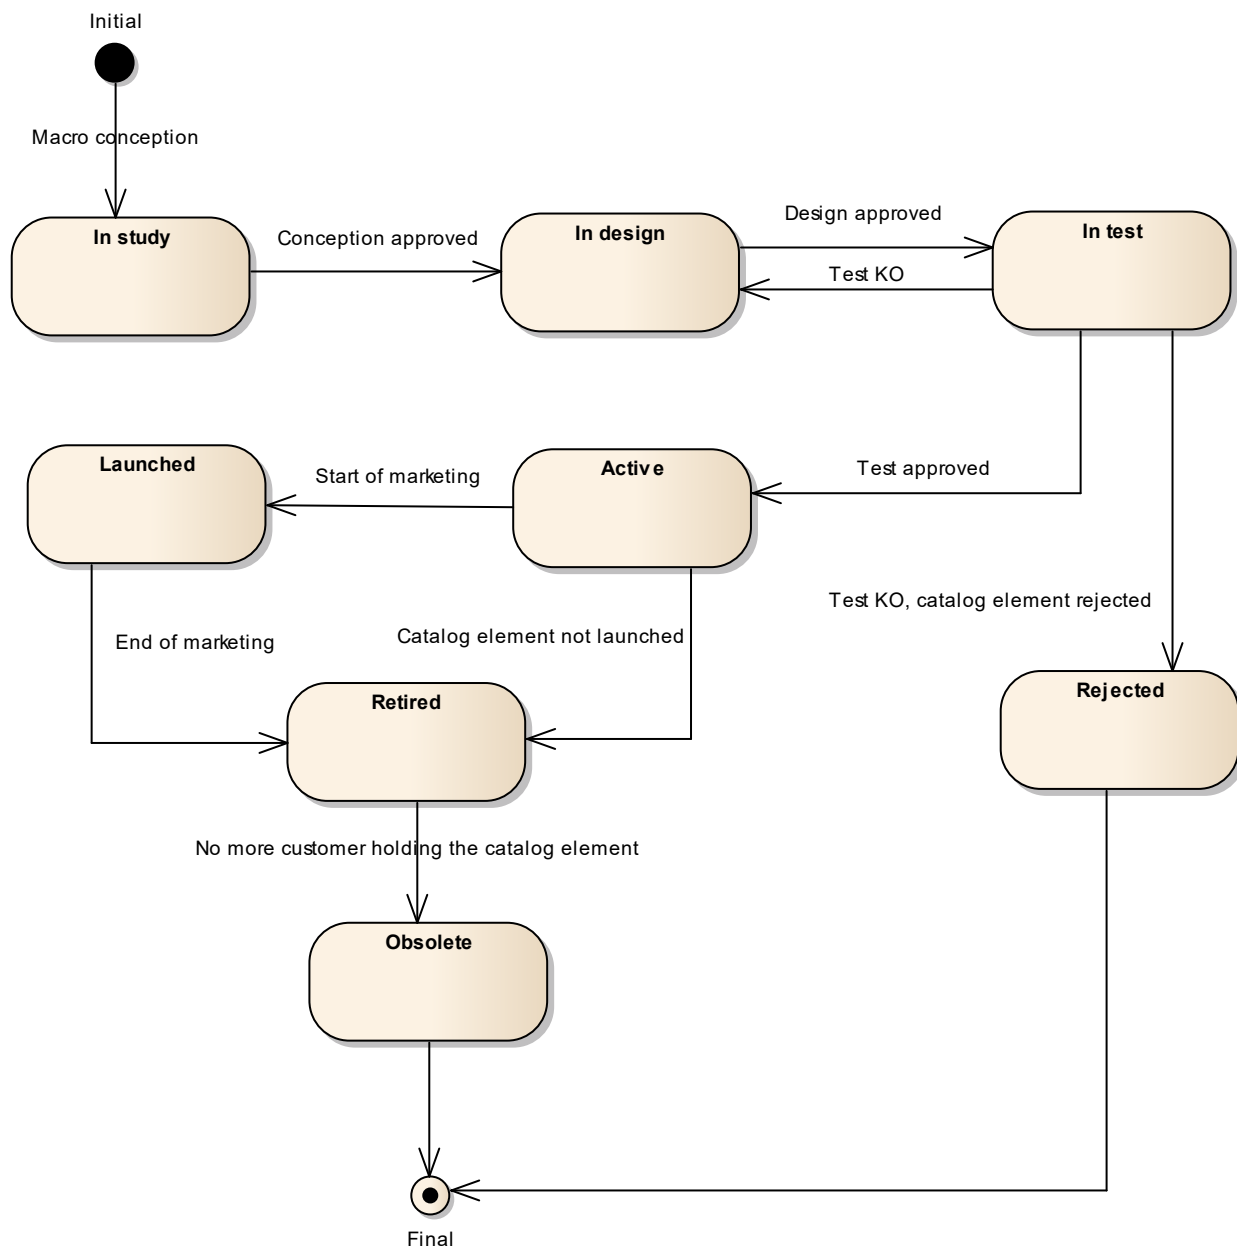 Initial
Macro conception
In study
Conception approved
In design
Design approved
In test
Test KO
Launched
Start of marketing
Active
Test approved
Test KO, catalog element rejected
End of marketing
Catalog element not launched
Retired
Rejected
No more customer holding the catalog element
Obsolete
Final